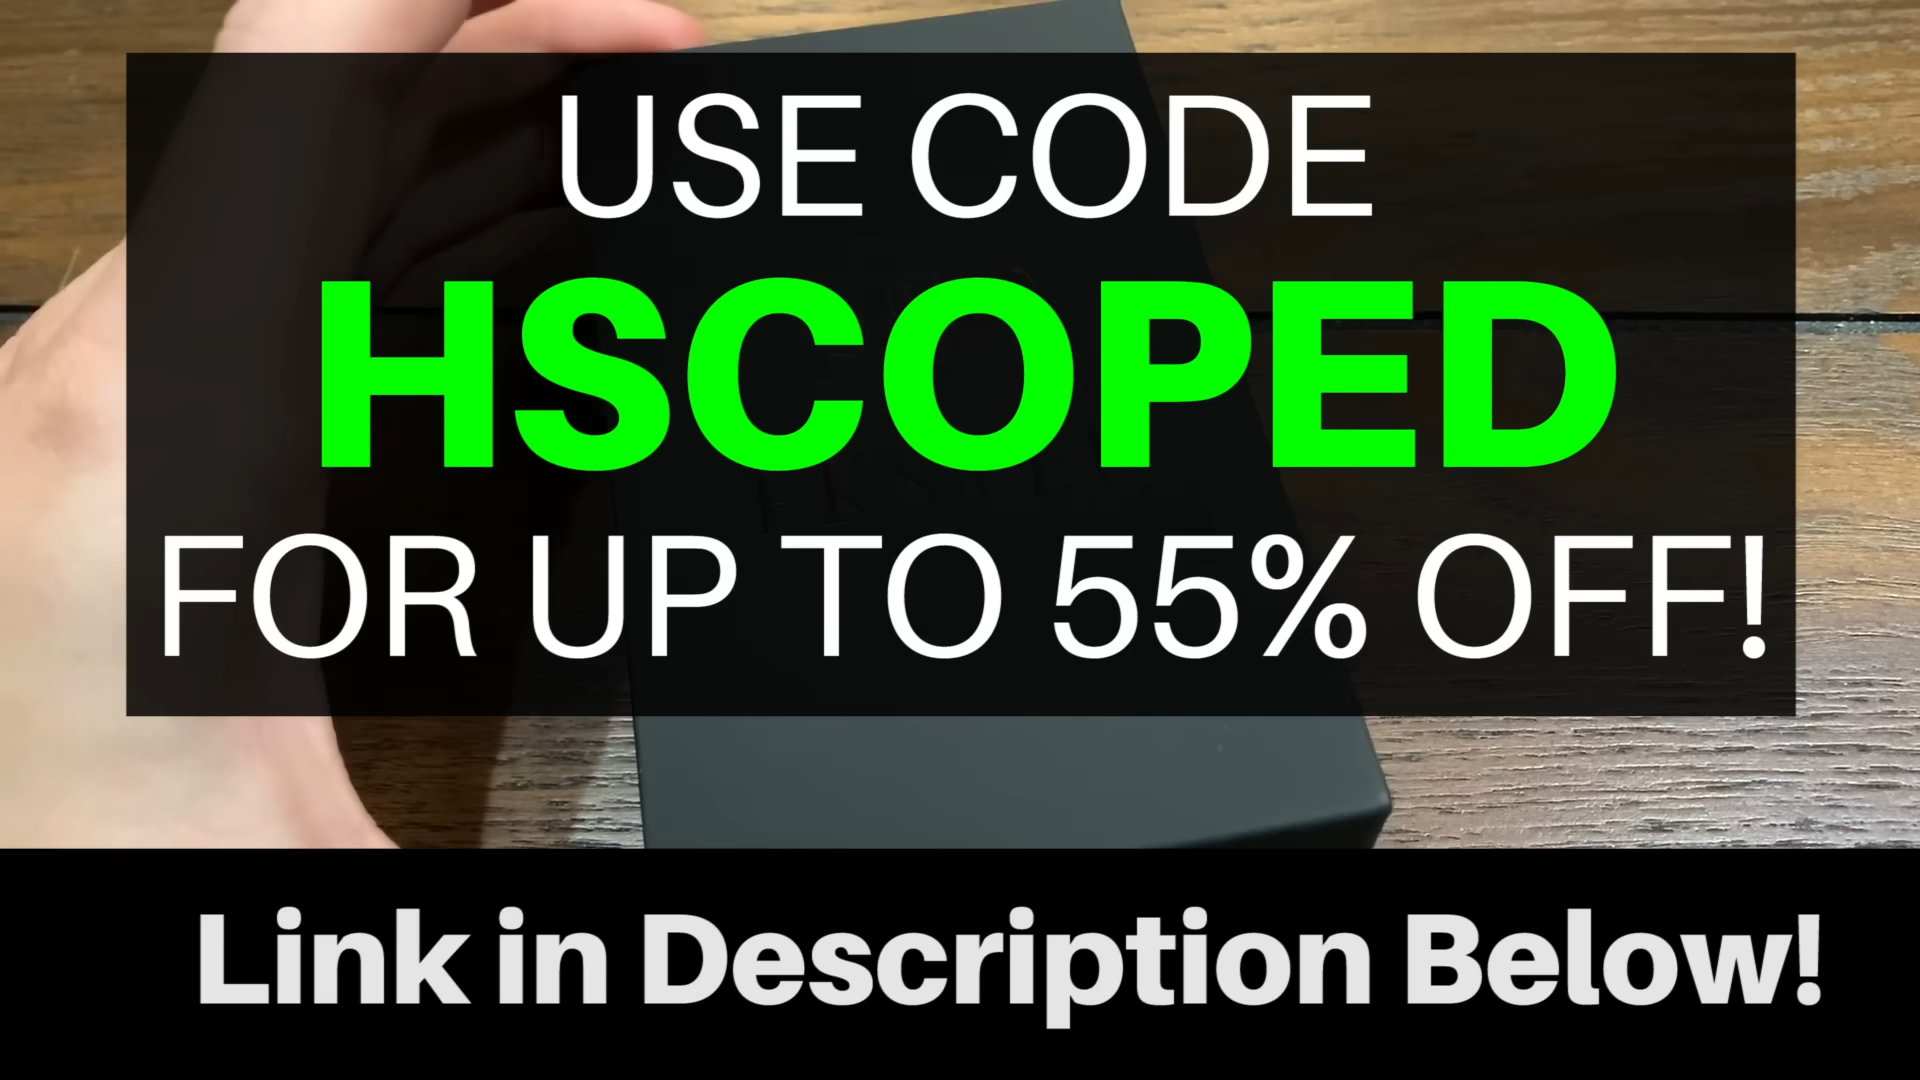 USE CODE
HSCOPED
FOR UP TO 55% OFF!
Link in Description Below!